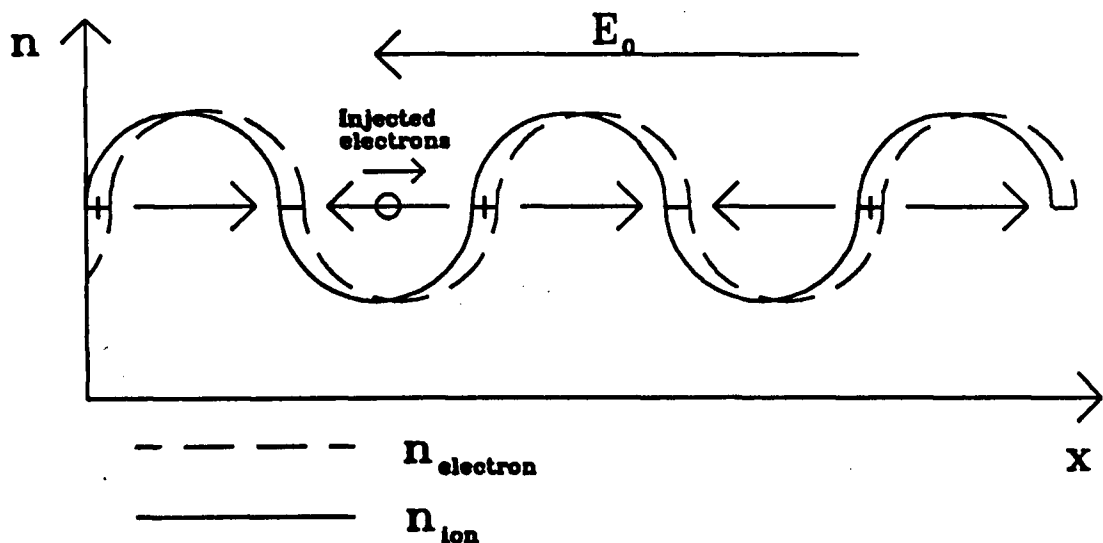 n
E₀
Injected
electrons
+
−
+
−
+
x
n electron
n ion